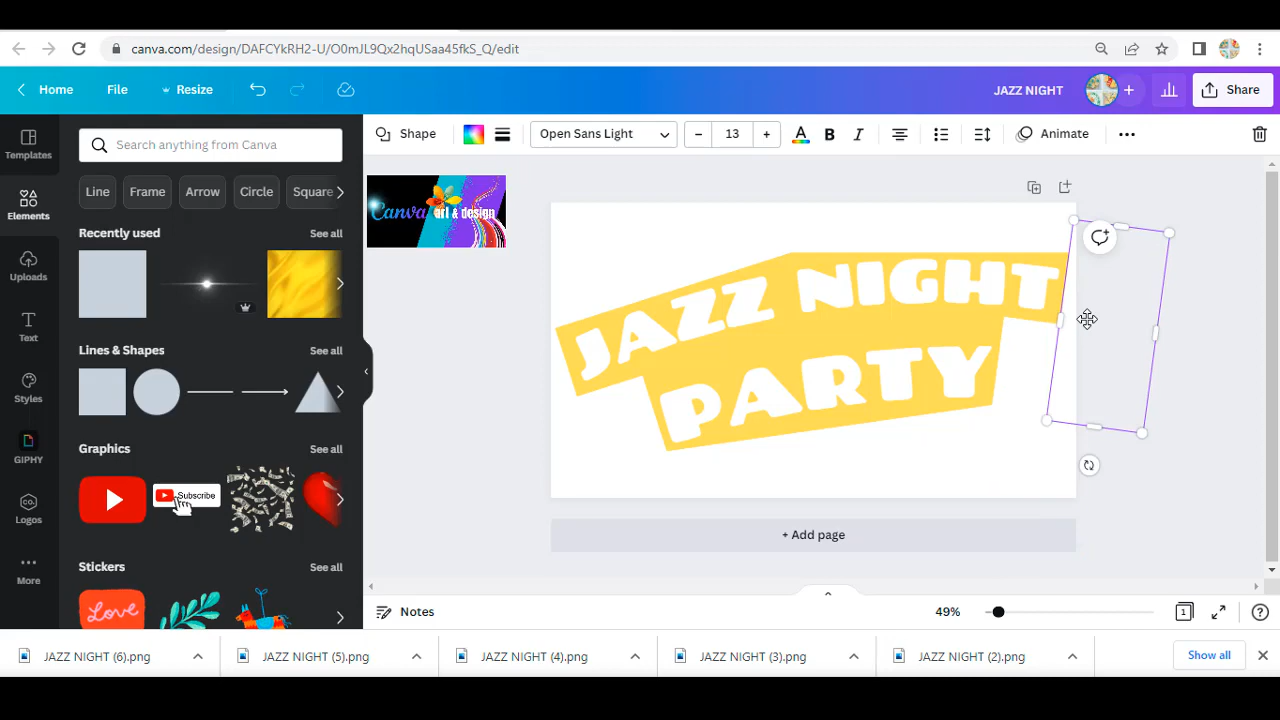 canva.com/design/DAFCYkRH2-U/O0mJL9Qx2hqUSaa45fkS_Q/edit
Home
File
Resize
JAZZ NIGHT
Share
Templates
Elements
Uploads
Text
Styles
GIPHY
Logos
More
Search anything from Canva
Line
Frame
Arrow
Circle
Square
Recently used
See all
Lines & Shapes
See all
Graphics
See all
Subscribe
Stickers
See all
Love
Shape
Open Sans Light
13
A
B
I
Animate
Canva art & design
JAZZ NIGHT
PARTY
+ Add page
Notes
49%
1
JAZZ NIGHT (6).png
JAZZ NIGHT (5).png
JAZZ NIGHT (4).png
JAZZ NIGHT (3).png
JAZZ NIGHT (2).png
Show all